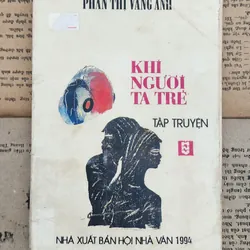 PHAN THỊ VÀNG ANH
KHI
NGƯỜI
TA TRẺ
TẬP TRUYỆN
NHÀ XUẤT BẢN HỘI NHÀ VĂN 1994